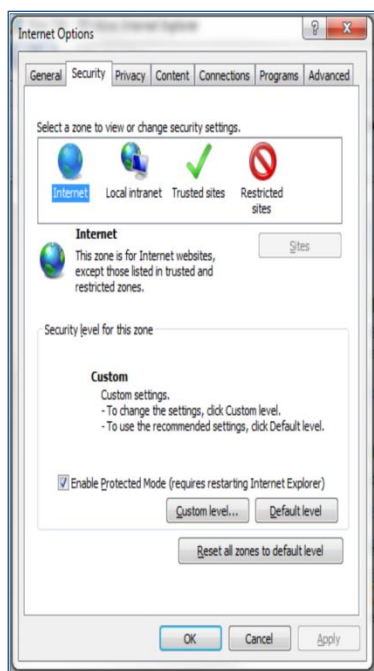 Internet Options
General Security Privacy Content Connections Programs Advanced
Select a zone to view or change security settings.
Internet Local intranet Trusted sites Restricted
sites
Internet
This zone is for Internet websites,
except those listed in trusted and
restricted zones.
Sites
Security level for this zone
Custom
Custom settings.
- To change the settings, click Custom level.
- To use the recommended settings, click Default level.
Enable Protected Mode (requires restarting Internet Explorer)
Custom level... Default level
Reset all zones to default level
OK Cancel Apply